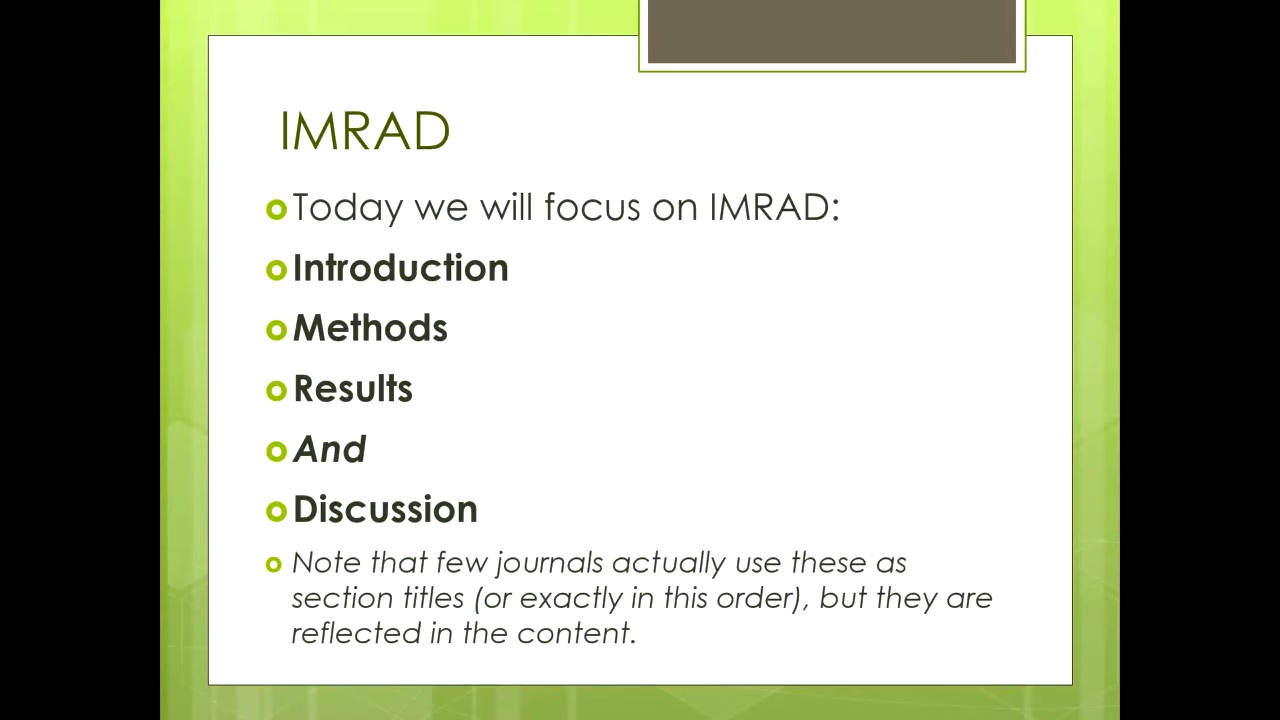 IMRAD
Today we will focus on IMRAD:
Introduction
Methods
Results
And
Discussion
Note that few journals actually use these as
section titles (or exactly in this order), but they are
reflected in the content.